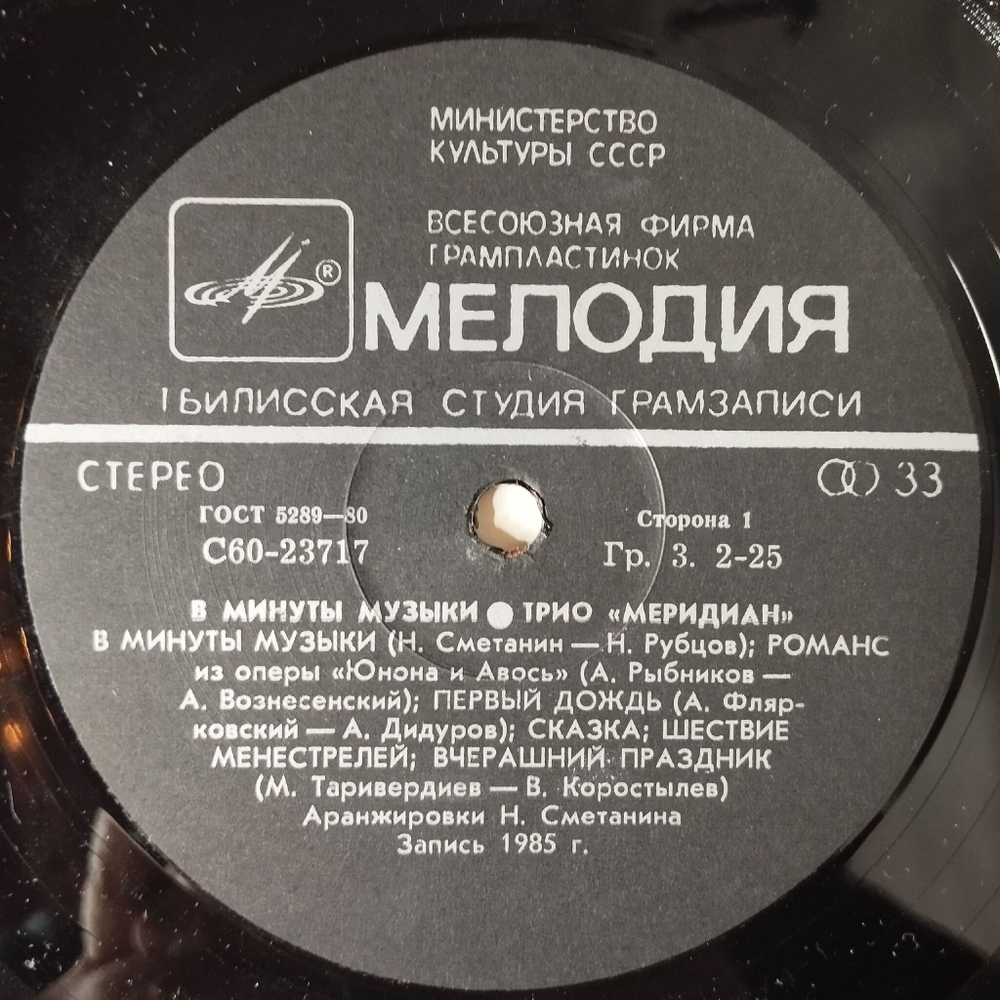 МИНИСТЕРСТВО
КУЛЬТУРЫ СССР
ВСЕСОЮЗНАЯ ФИРМА
ГРАМПЛАСТИНОК
®
МЕЛОДИЯ
ТБИЛИССКАЯ СТУДИЯ ГРАМЗАПИСИ
СТЕРЕО
33
ГОСТ 5289—80
Сторона 1
С60-23717
Гр. 3. 2-25
В МИНУТЫ МУЗЫКИ ● ТРИО «МЕРИДИАН»
В МИНУТЫ МУЗЫКИ (Н. Сметанин — Н. Рубцов); РОМАНС
из оперы «Юнона и Авось» (А. Рыбников —
А. Вознесенский); ПЕРВЫЙ ДОЖДЬ (А. Фляр-
ковский — А. Дидуров); СКАЗКА; ШЕСТВИЕ
МЕНЕСТРЕЛЕЙ; ВЧЕРАШНИЙ ПРАЗДНИК
(М. Таривердиев — В. Коростылев)
Аранжировки Н. Сметанина
Запись 1985 г.